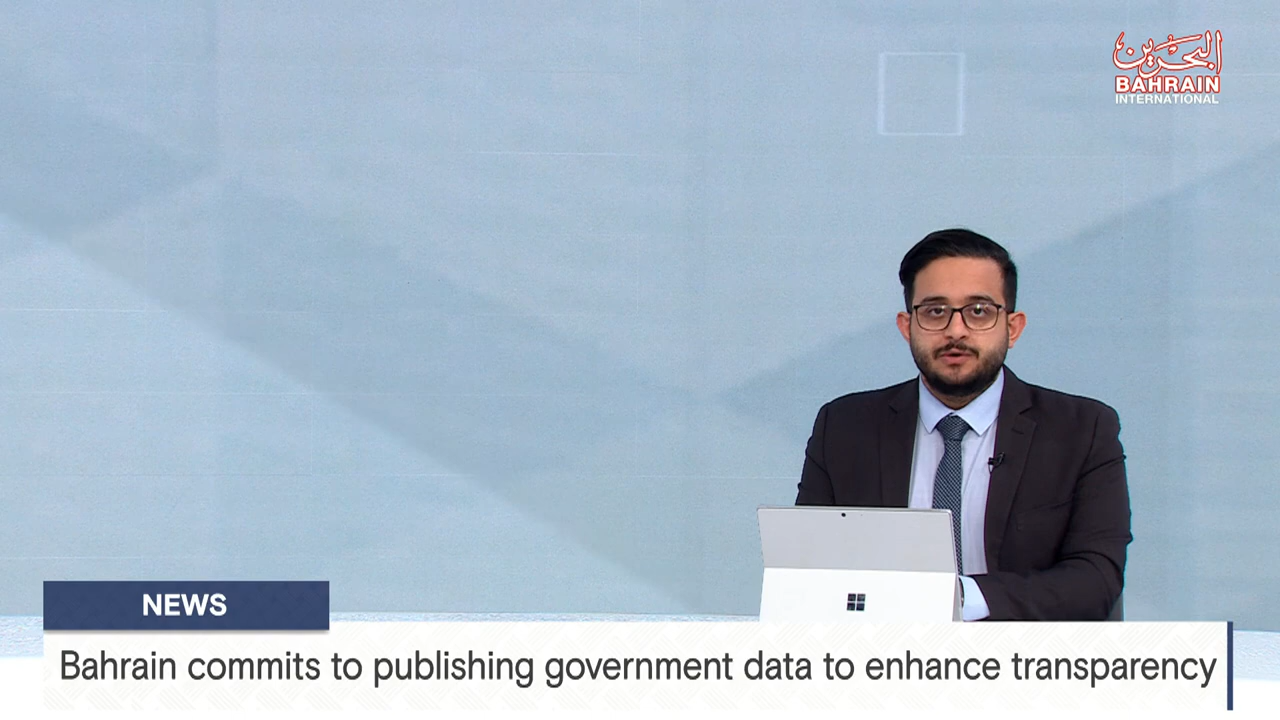 البحرين
BAHRAIN
INTERNATIONAL
NEWS
Bahrain commits to publishing government data to enhance transparency